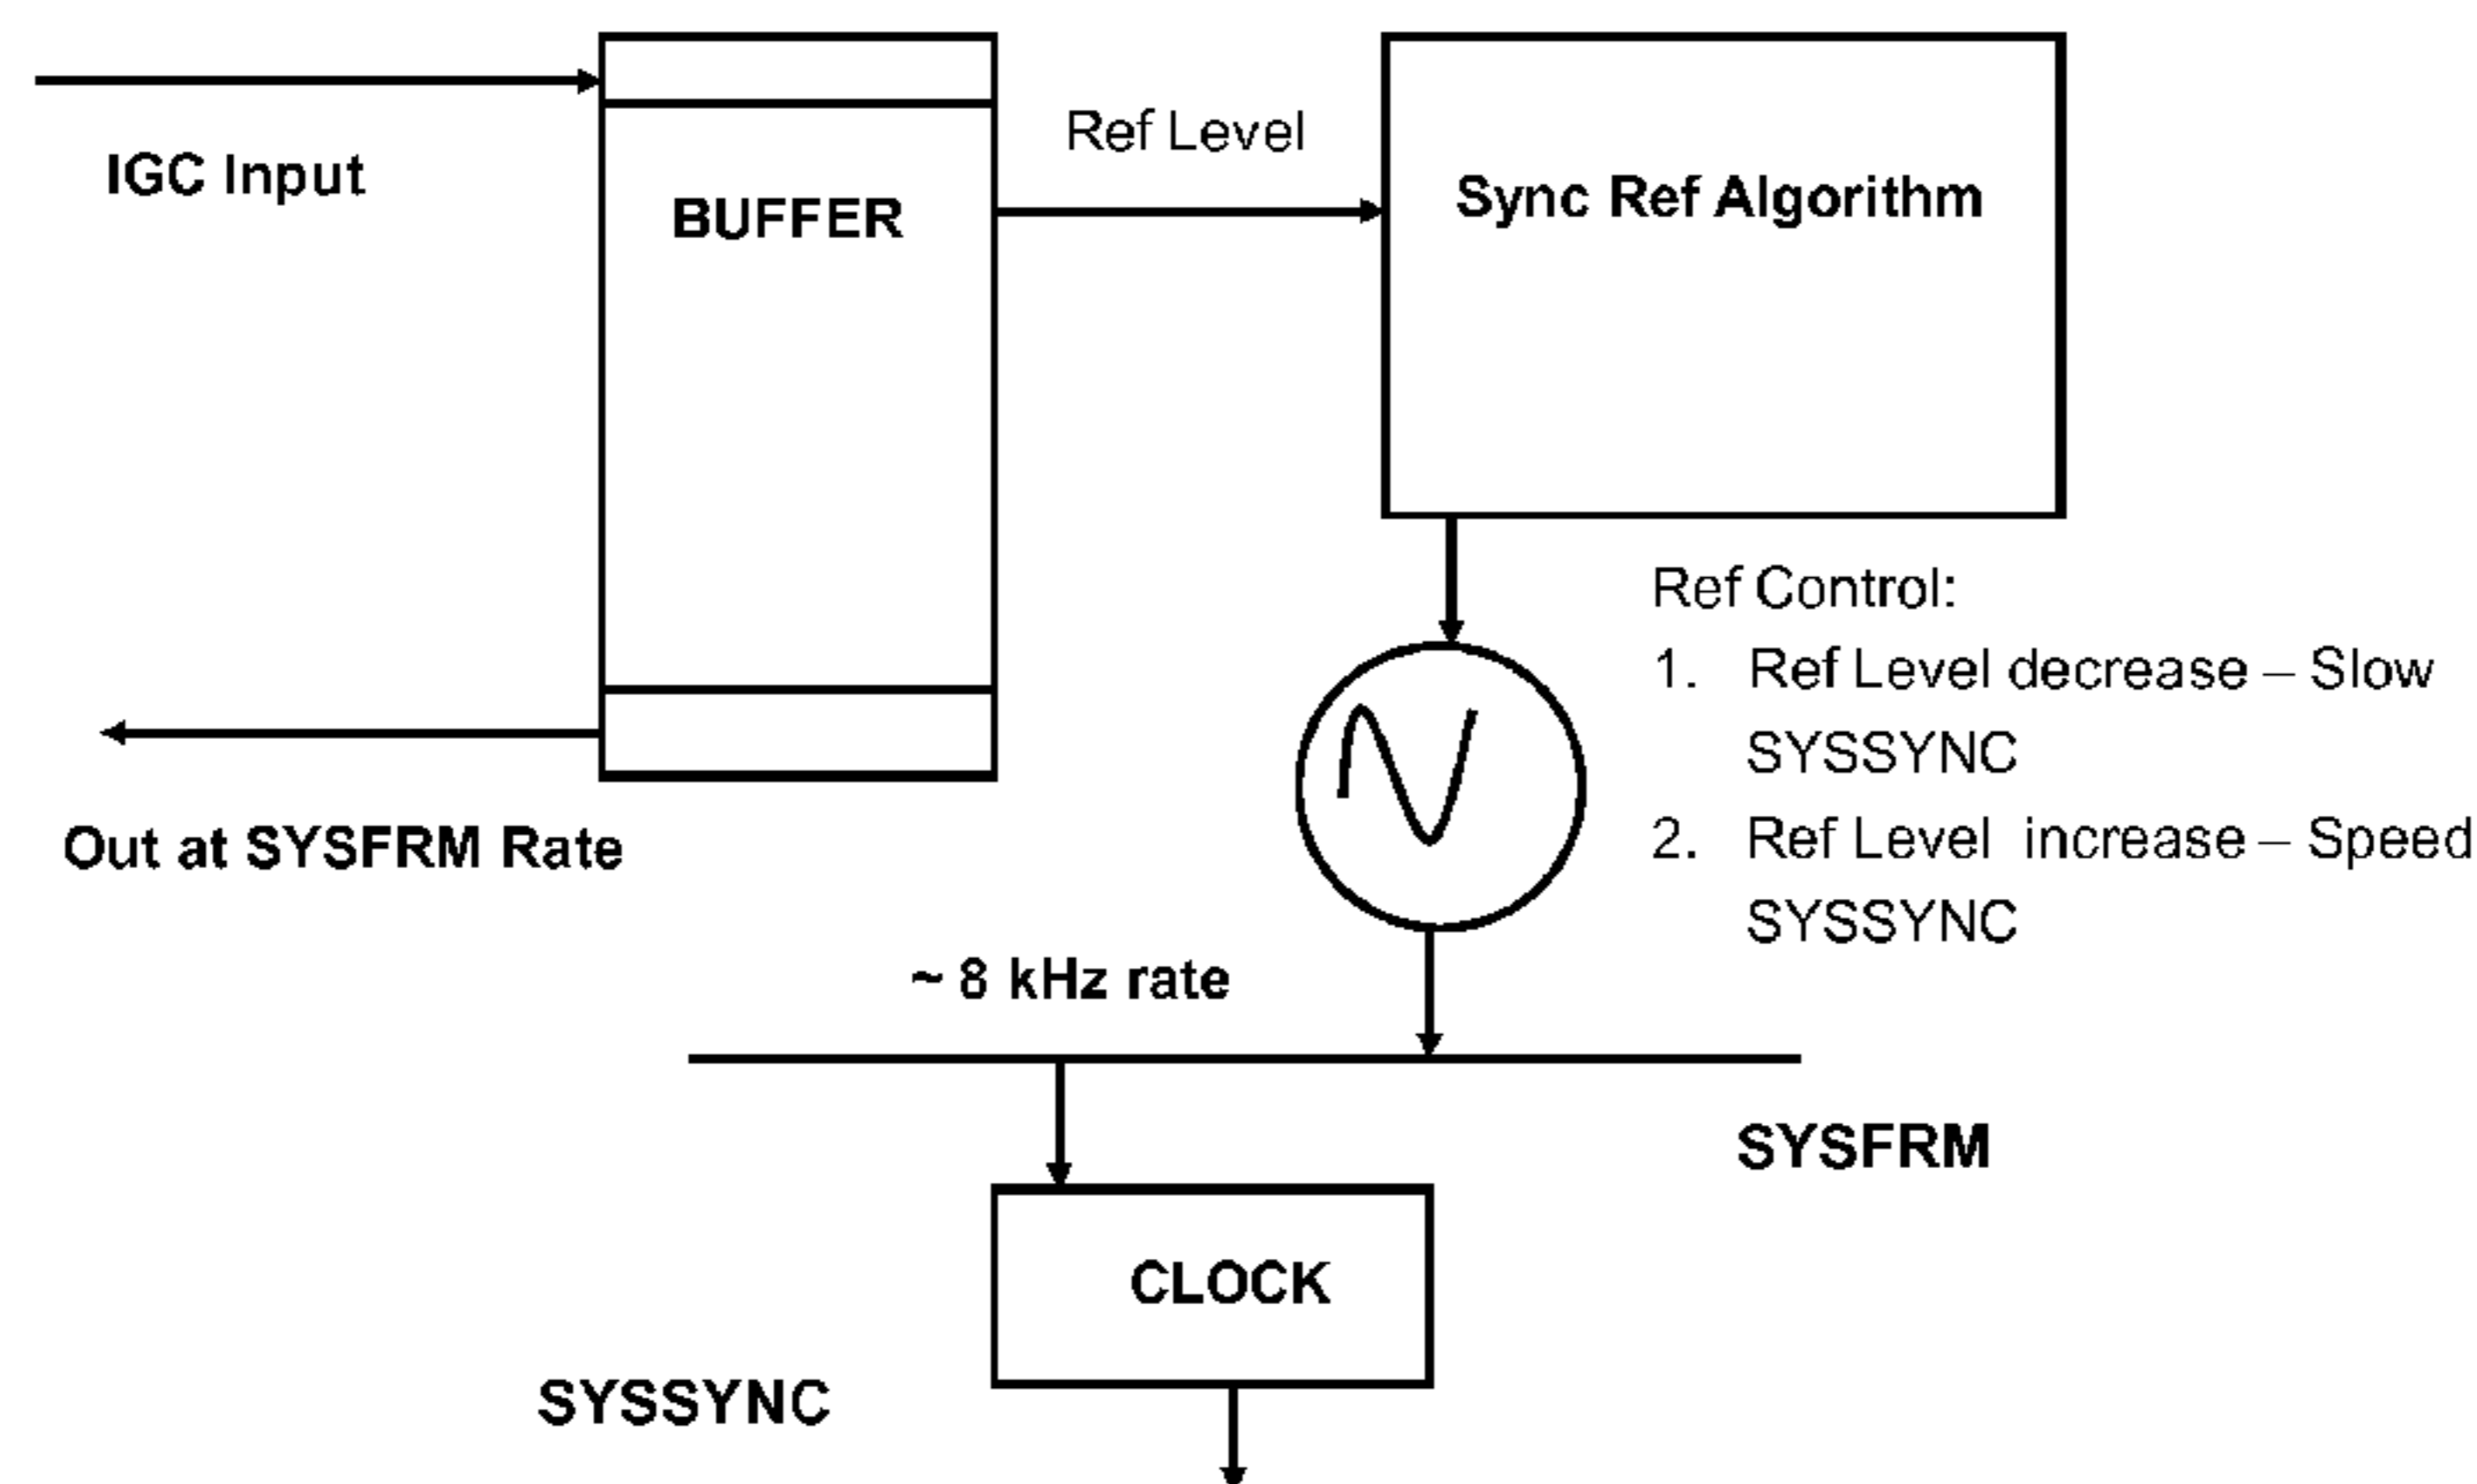 IGC Input
BUFFER
Ref Level
Sync Ref Algorithm
Out at SYSFRM Rate
Ref Control:
1. Ref Level decrease – Slow
SYSSYNC
2. Ref Level increase – Speed
SYSSYNC
~ 8 kHz rate
SYSFRM
CLOCK
SYSSYNC